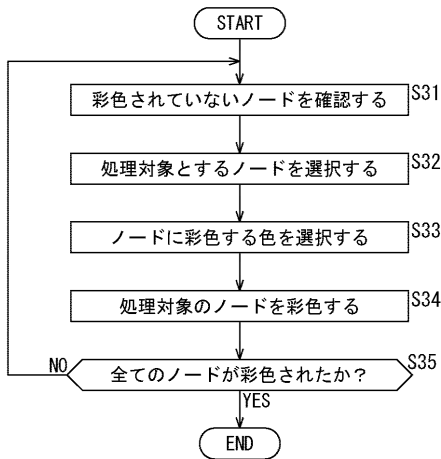 START
彩色されていないノードを確認する
S31
処理対象とするノードを選択する
S32
ノードに彩色する色を選択する
S33
処理対象のノードを彩色する
S34
全てのノードが彩色されたか？
S35
NO
YES
END